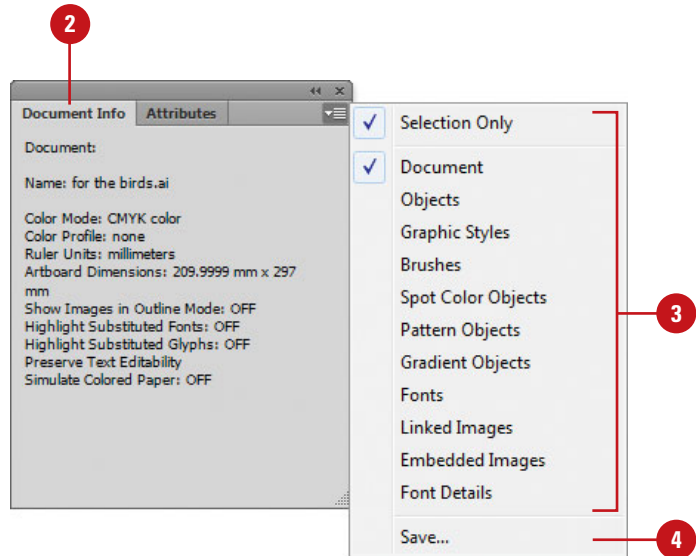 2
Document Info Attributes
Document:
Name: for the birds.ai
Color Mode: CMYK color
Color Profile: none
Ruler Units: millimeters
Artboard Dimensions: 209.9999 mm x 297
mm
Show Images in Outline Mode: OFF
Highlight Substituted Fonts: OFF
Highlight Substituted Glyphs: OFF
Preserve Text Editability
Simulate Colored Paper: OFF
Selection Only
Document
Objects
Graphic Styles
Brushes
Spot Color Objects
Pattern Objects
Gradient Objects
Fonts
Linked Images
Embedded Images
Font Details
3
Save...
4